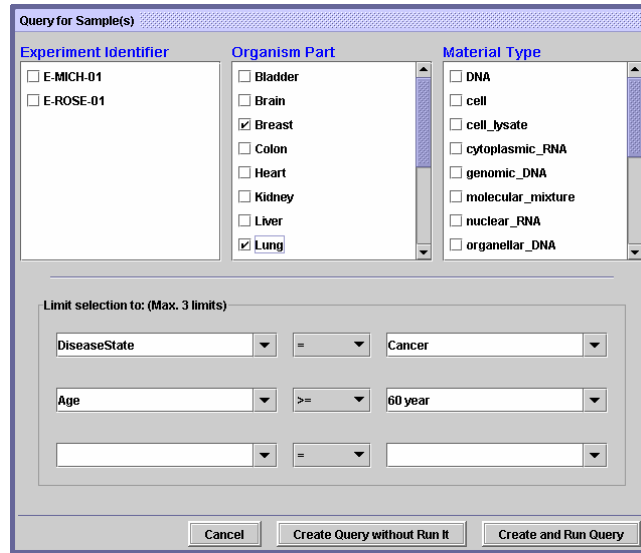 Query for Sample(s)
Experiment Identifier
E-MICH-01
E-ROSE-01
Organism Part
Bladder
Brain
Breast
Colon
Heart
Kidney
Liver
Lung
Material Type
DNA
cell
cell_lysate
cytoplasmic_RNA
genomic_DNA
molecular_mixture
nuclear_RNA
organellar_DNA
Limit selection to: (Max. 3 limits)
DiseaseState = Cancer
Age >= 60 year
=
Cancel Create Query without Run It Create and Run Query